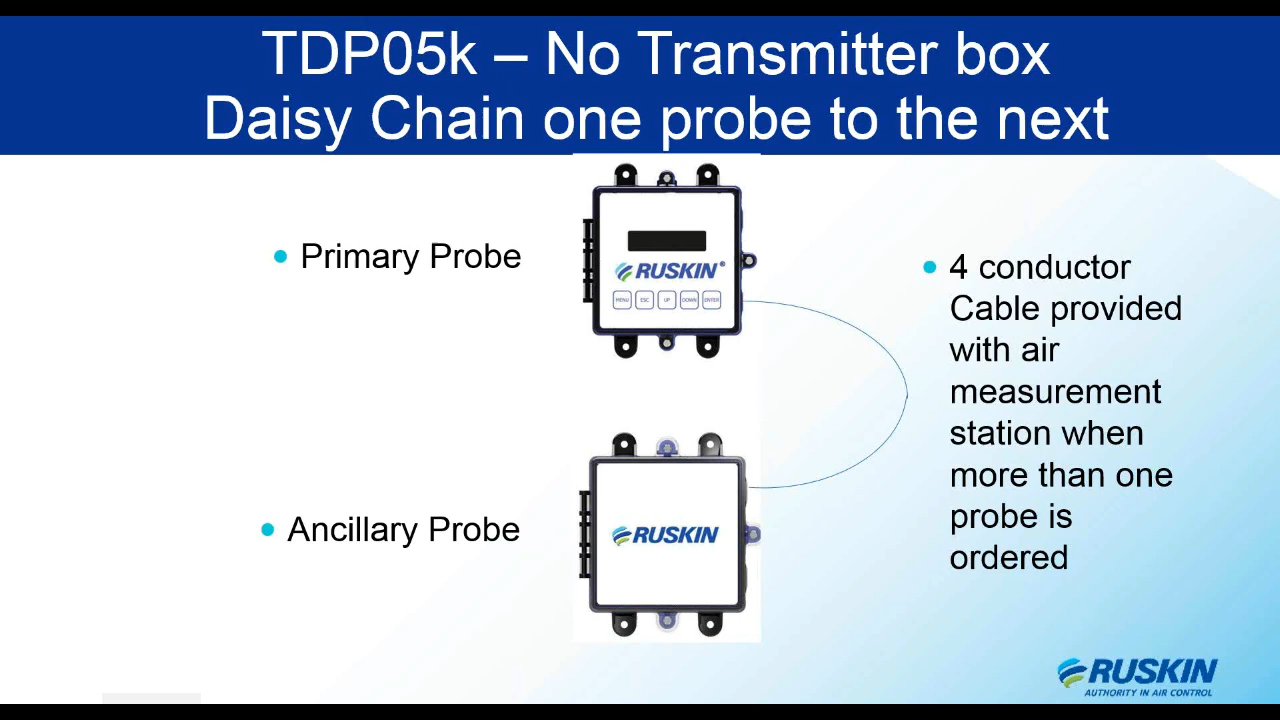 TDP05k – No Transmitter box
Daisy Chain one probe to the next
• Primary Probe
RUSKIN®
MENU ESC UP DOWN ENTER
• 4 conductor
Cable provided
with air
measurement
station when
more than one
probe is
ordered
• Ancillary Probe
RUSKIN
RUSKIN
AUTHORITY IN AIR CONTROL